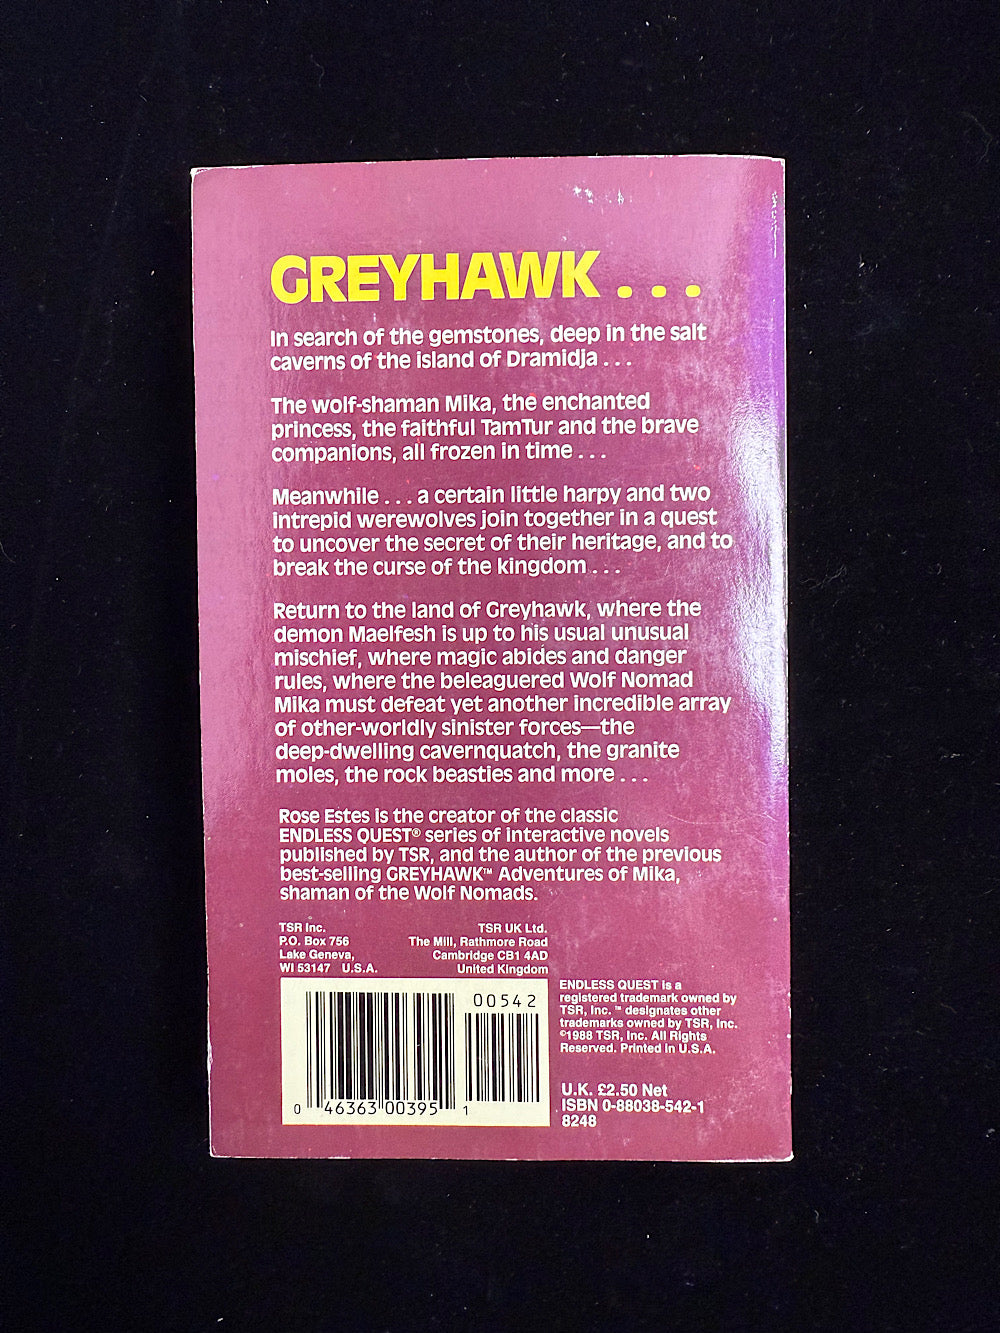 GREYHAWK . . .
In search of the gemstones, deep in the salt
caverns of the island of Dramidja . . .
The wolf-shaman Mika, the enchanted
princess, the faithful TamTur and the brave
companions, all frozen in time . . .
Meanwhile . . . a certain little harpy and two
intrepid werewolves join together in a quest
to uncover the secret of their heritage, and to
break the curse of the kingdom . . .
Return to the land of Greyhawk, where the
demon Maelfesh is up to his usual unusual
mischief, where magic abides and danger
rules, where the beleaguered Wolf Nomad
Mika must defeat yet another incredible array
of other-worldly sinister forces—the
deep-dwelling cavernquatch, the granite
moles, the rock beasties and more . . .
Rose Estes is the creator of the classic
ENDLESS QUEST® series of interactive novels
published by TSR, and the author of the previous
best-selling GREYHAWK™ Adventures of Mika,
shaman of the Wolf Nomads.
TSR Inc.
P.O. Box 756
Lake Geneva,
WI 53147 U.S.A.
TSR UK Ltd.
The Mill, Rathmore Road
Cambridge CB1 4AD
United Kingdom
00542
0 46363 00395 1
ENDLESS QUEST is a
registered trademark owned by
TSR, Inc. ™ designates other
trademarks owned by TSR, Inc.
©1988 TSR, Inc. All Rights
Reserved. Printed in U.S.A.
U.K. £2.50 Net
ISBN 0-88038-542-1
8248